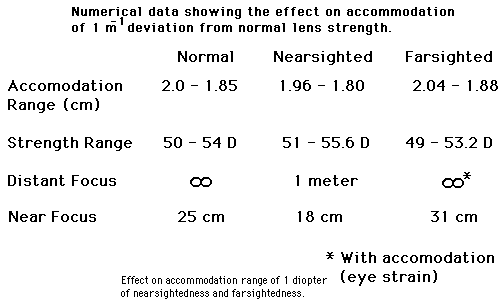 Numerical data showing the effect on accommodation
of 1 m⁻¹ deviation from normal lens strength.
Normal Nearsighted Farsighted
Accomodation Range (cm) 2.0 - 1.85 1.96 - 1.80 2.04 - 1.88
Strength Range 50 - 54 D 51 - 55.6 D 49 - 53.2 D
Distant Focus ∞ 1 meter ∞*
Near Focus 25 cm 18 cm 31 cm
* With accomodation
(eye strain)
Effect on accommodation range of 1 diopter
of nearsightedness and farsightedness.